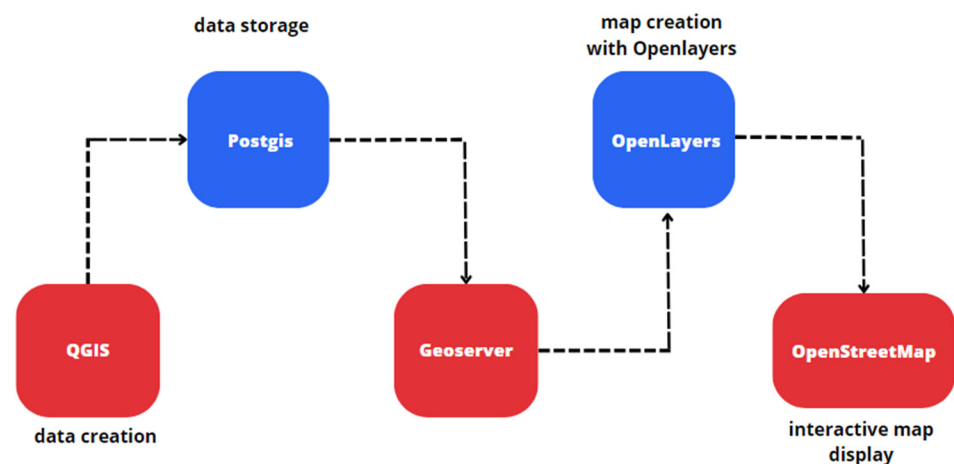 data storage
map creation
with Openlayers
Postgis
OpenLayers
QGIS
Geoserver
OpenStreetMap
data creation
interactive map
display